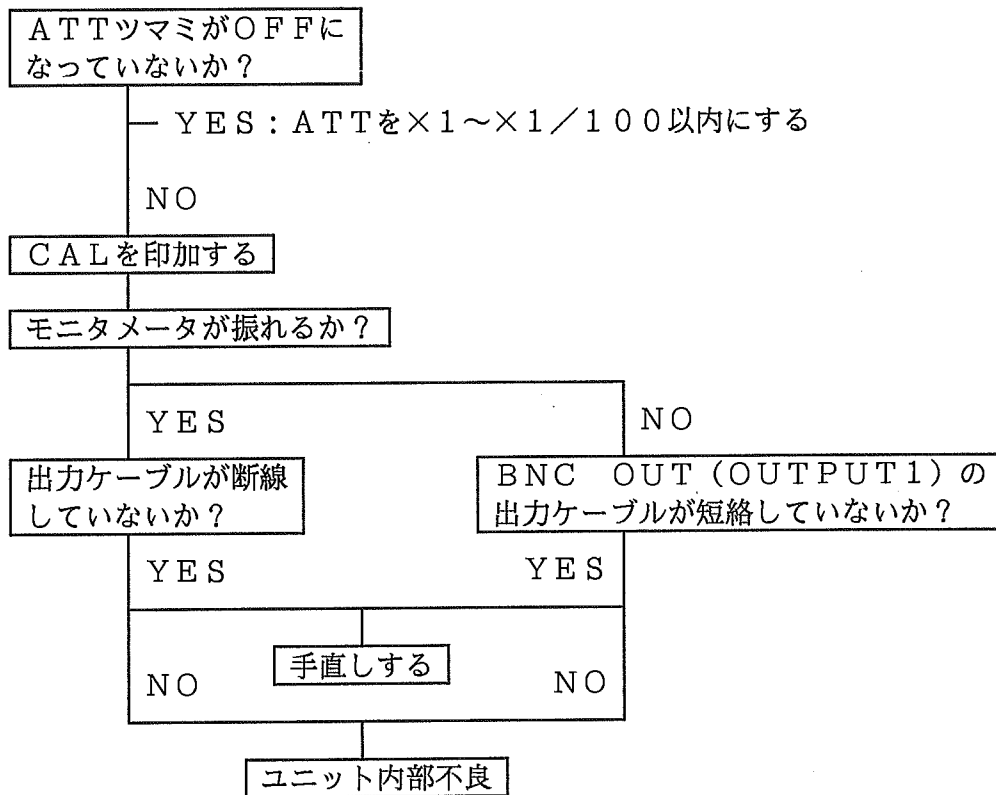 ATTツマミがOFFに
なっていないか？
YES：ATTを×1〜×1／100以内にする
NO
CALを印加する
モニタメータが振れるか？
YES
NO
出力ケーブルが断線
していないか？
BNC OUT（OUTPUT1）の
出力ケーブルが短絡していないか？
YES
YES
手直しする
NO
NO
ユニット内部不良